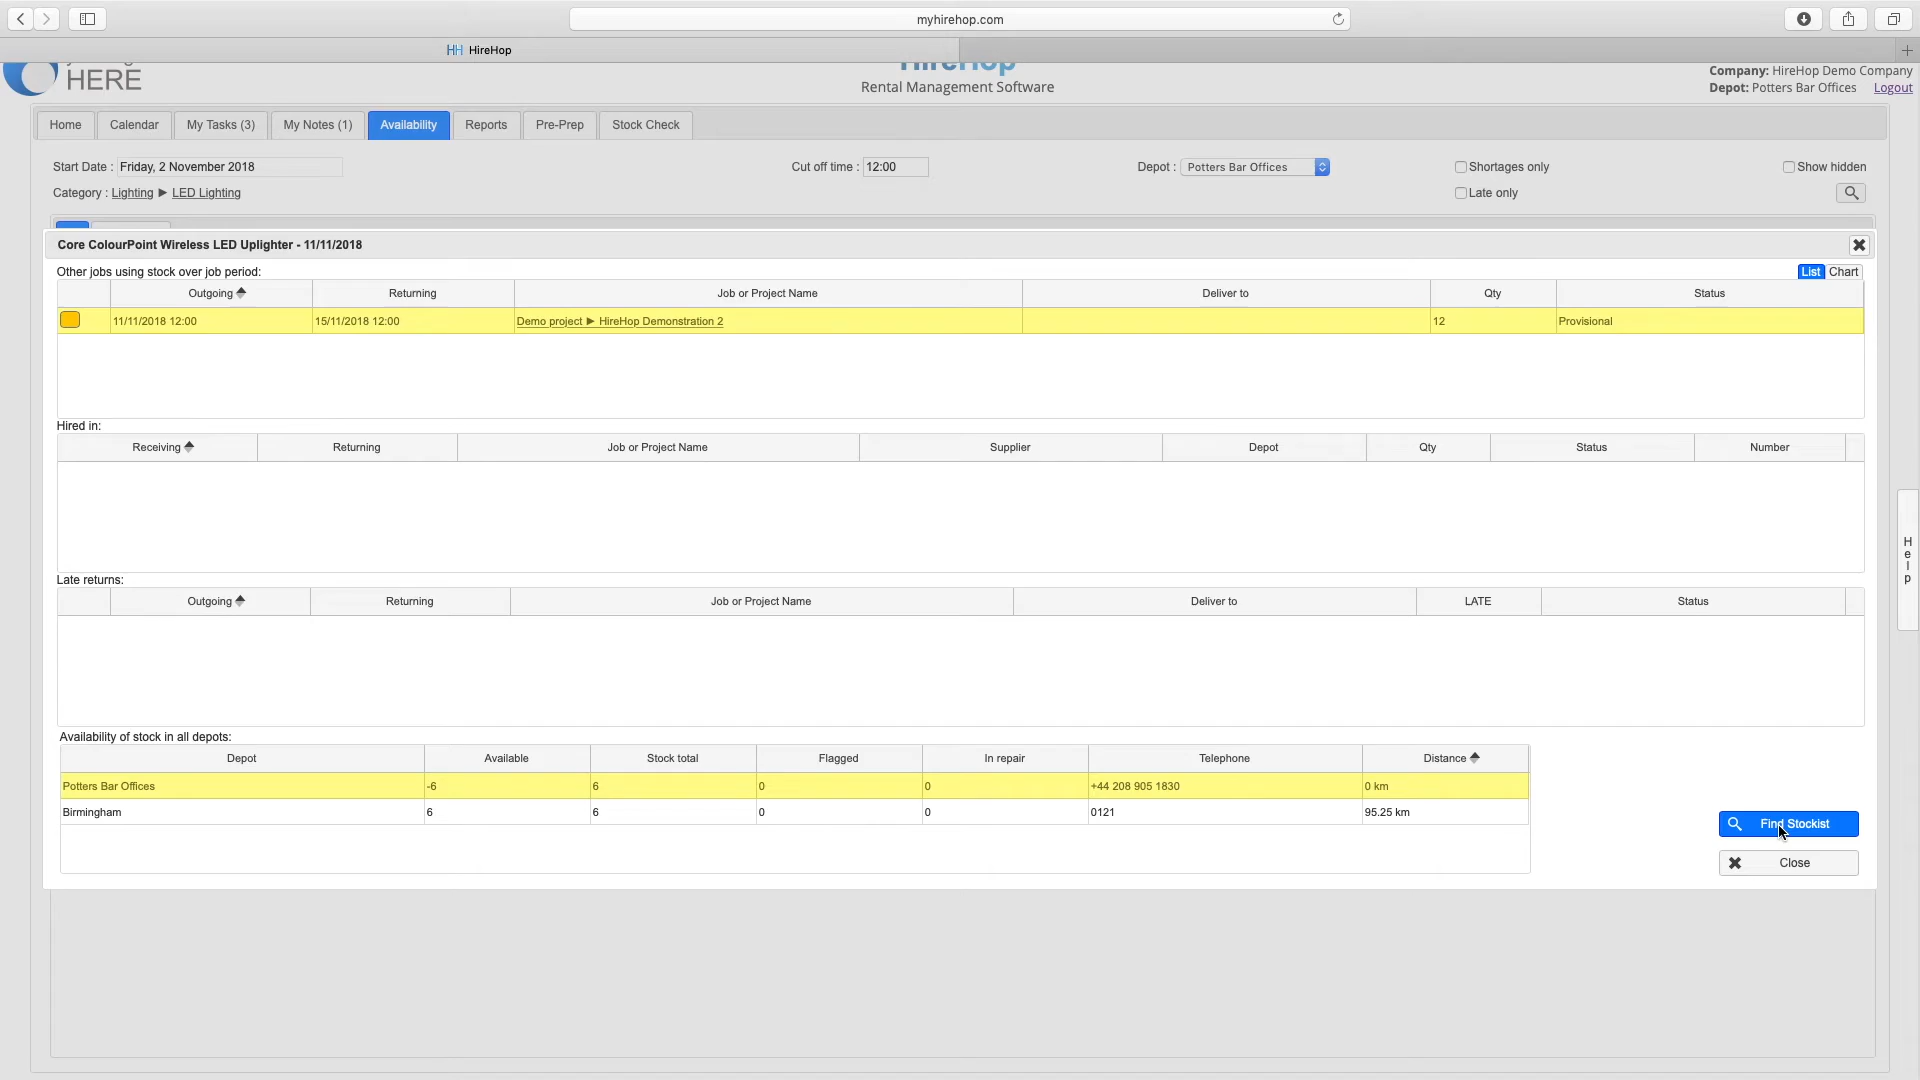 myhirehop.com
HireHop
HERE
HireHop
Rental Management Software
Company: HireHop Demo Company
Depot: Potters Bar Offices Logout
Home Calendar My Tasks (3) My Notes (1) Availability Reports Pre-Prep Stock Check
Start Date : Friday, 2 November 2018 Cut off time : 12:00 Depot : Potters Bar Offices Shortages only Show hidden
Category : Lighting ► LED Lighting Late only
Core ColourPoint Wireless LED Uplighter - 11/11/2018
Other jobs using stock over job period: List Chart
Outgoing Returning Job or Project Name Deliver to Qty Status
11/11/2018 12:00 15/11/2018 12:00 Demo project ► HireHop Demonstration 2 12 Provisional
Hired in:
Receiving Returning Job or Project Name Supplier Depot Qty Status Number
Help
Late returns:
Outgoing Returning Job or Project Name Deliver to LATE Status
Availability of stock in all depots:
Depot Available Stock total Flagged In repair Telephone Distance
Potters Bar Offices -6 6 0 0 +44 208 905 1830 0 km
Birmingham 6 6 0 0 0121 95.25 km
Find Stockist
Close